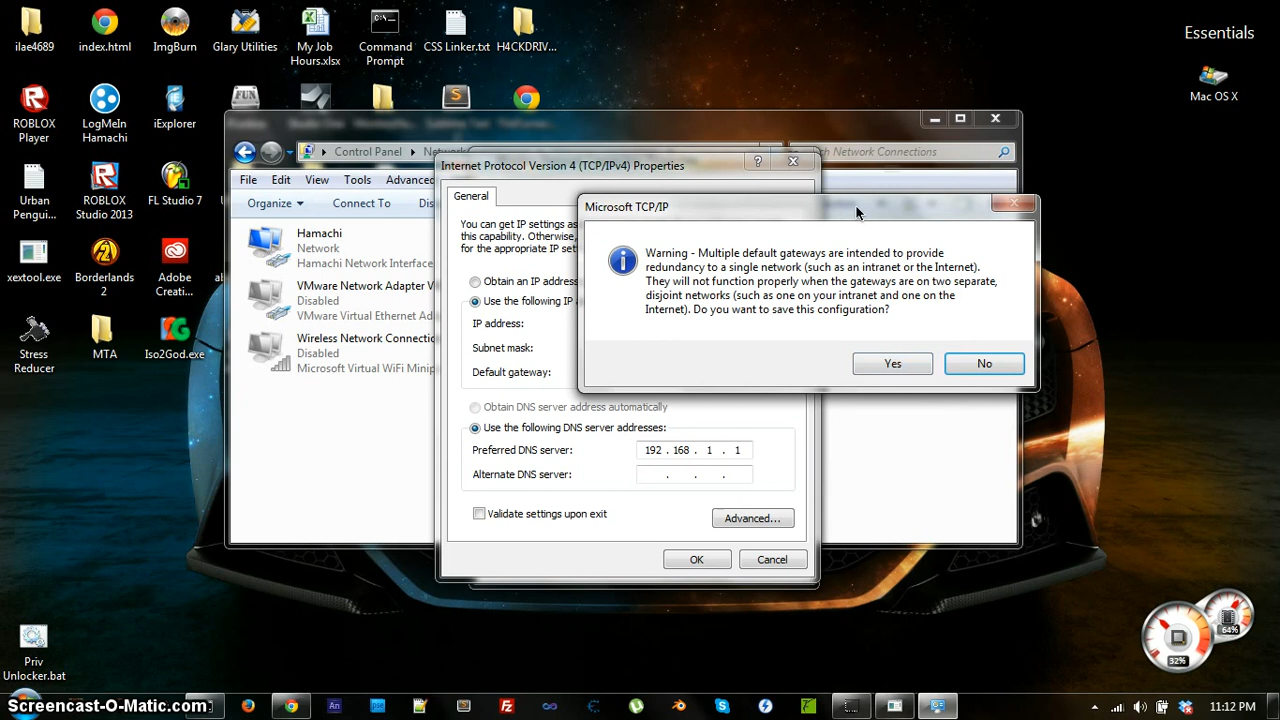 ilae4689
index.html
ImgBurn
Glary Utilities
My Job
Hours.xlsx
Command
Prompt
CSS Linker.txt
H4CKDRIV...
Essentials
Mac OS X
ROBLOX
Player
LogMeIn
Hamachi
iExplorer
FUN
Urban
Pengui...
ROBLOX
Studio 2013
FL Studio 7
xextool.exe
Borderlands
2
Adobe
Creati...
Stress
Reducer
MTA
Iso2God.exe
Control Panel
Network Connections
File
Edit
View
Tools
Advanced
Organize
Connect To
Hamachi
Network
Hamachi Network Interface
VMware Network Adapter V
Disabled
VMware Virtual Ethernet Ad
Wireless Network Connectio
Disabled
Microsoft Virtual WiFi Minip
Internet Protocol Version 4 (TCP/IPv4) Properties
?
General
You can get IP settings as
this capability. Otherwise,
for the appropriate IP set
Obtain an IP addres
Use the following IP
IP address:
Subnet mask:
Default gateway:
Obtain DNS server address automatically
Use the following DNS server addresses:
Preferred DNS server:
192 . 168 . 1 . 1
Alternate DNS server:
. . .
Validate settings upon exit
Advanced...
OK
Cancel
Microsoft TCP/IP
Warning - Multiple default gateways are intended to provide
redundancy to a single network (such as an intranet or the Internet).
They will not function properly when the gateways are on two separate,
disjoint networks (such as one on your intranet and one on the
Internet). Do you want to save this configuration?
Yes
No
Priv
Unlocker.bat
64%
32%
Screencast-O-Matic.com
An
11:12 PM